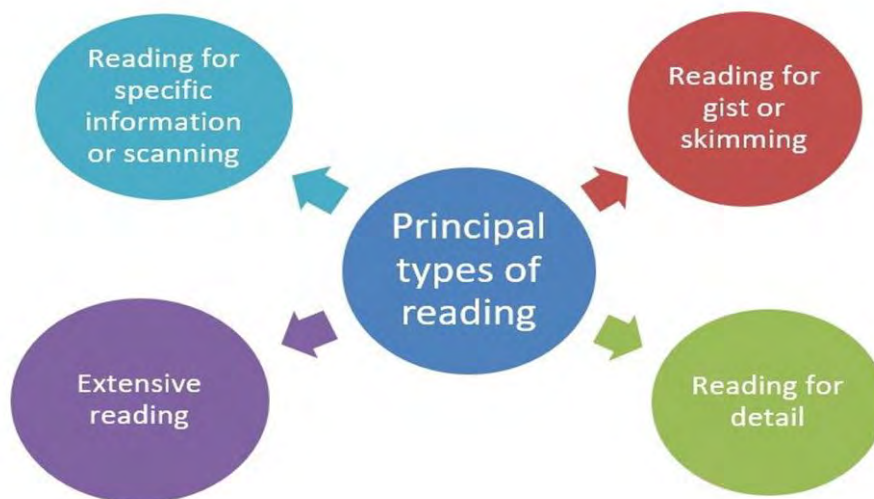 Reading for
specific
information
or scanning
Reading for
gist or
skimming
Principal
types of
reading
Extensive
reading
Reading for
detail